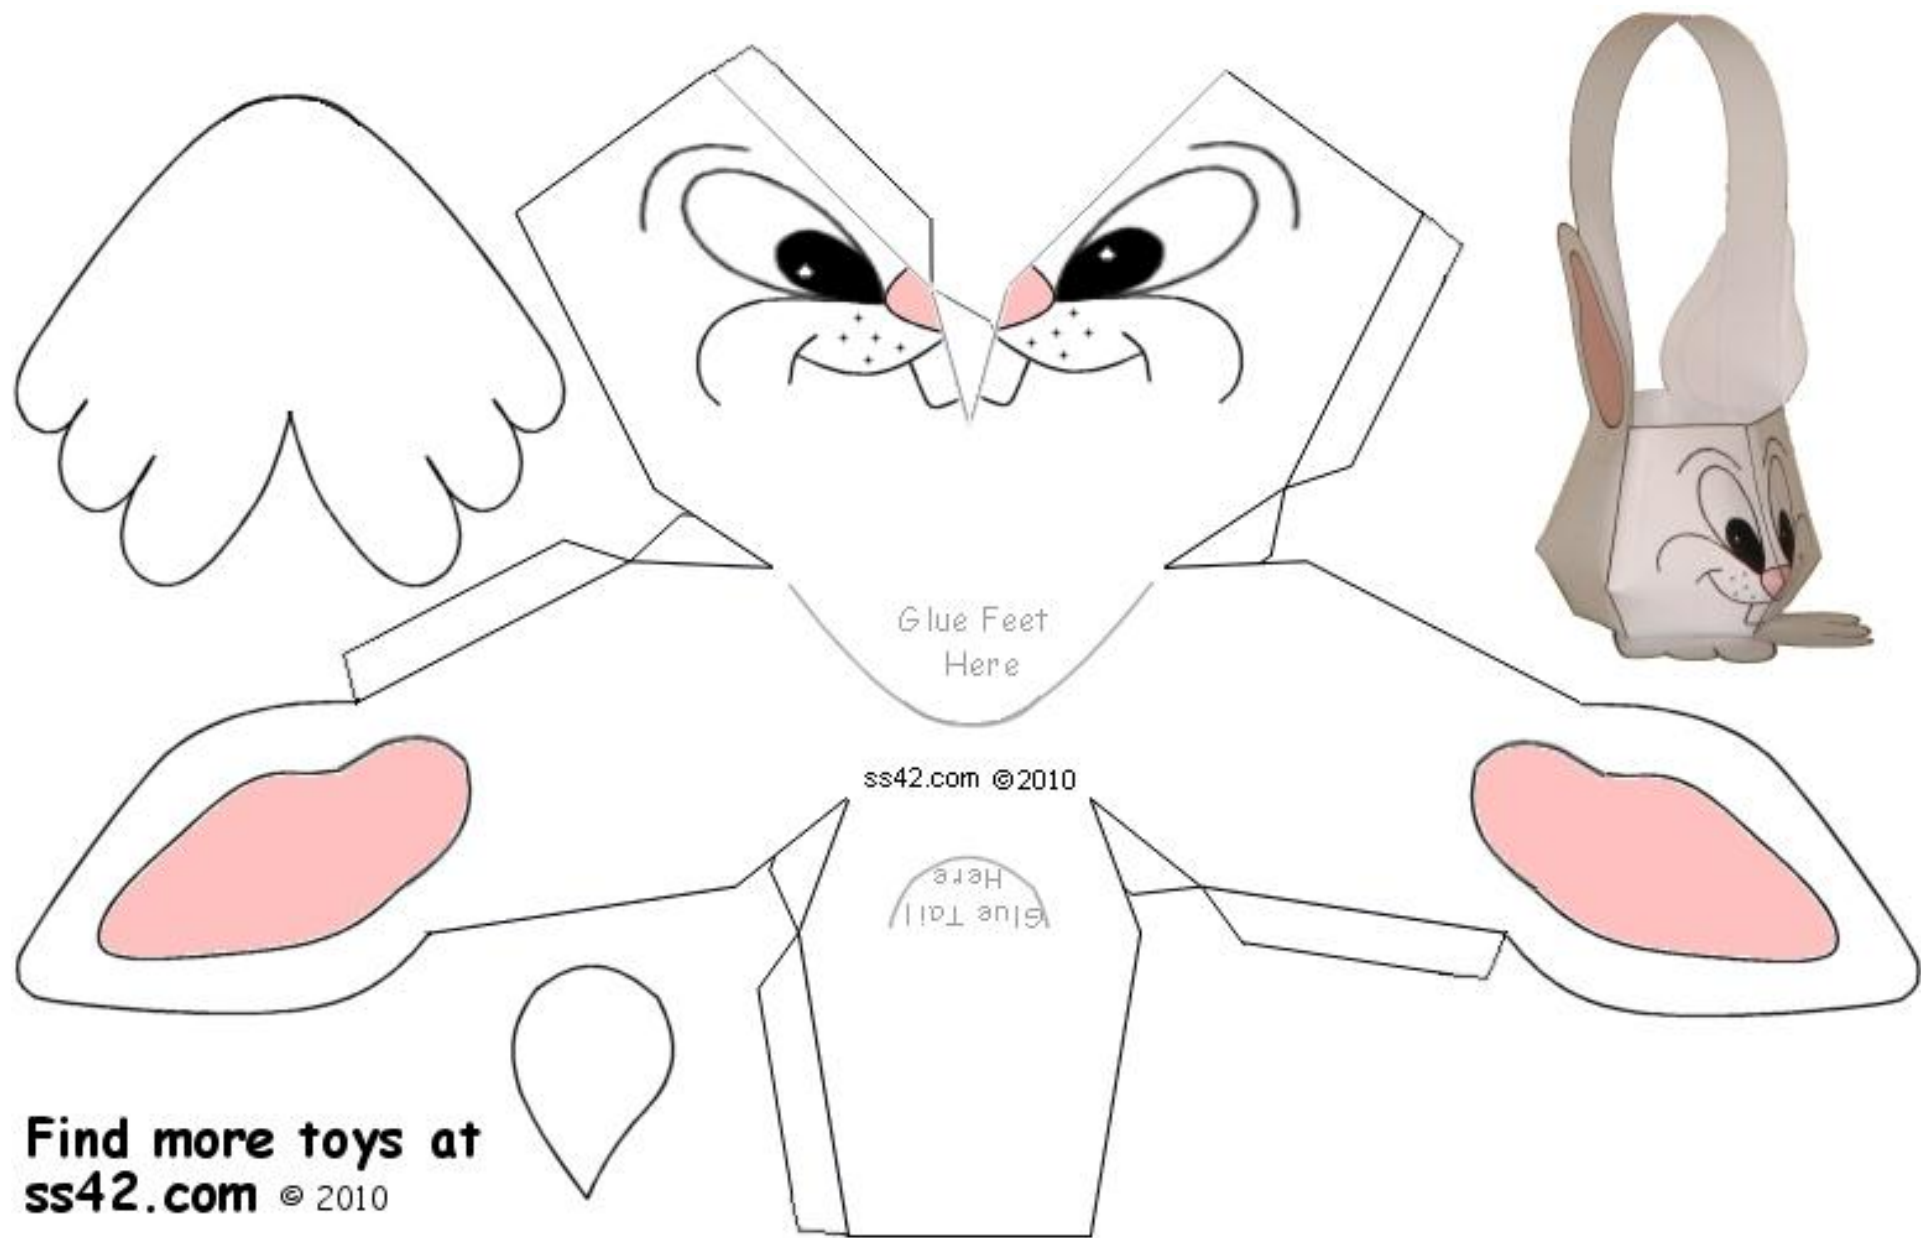 Glue Feet
Here
ss42.com ©2010
Glue Tail
Here
Find more toys at
ss42.com © 2010